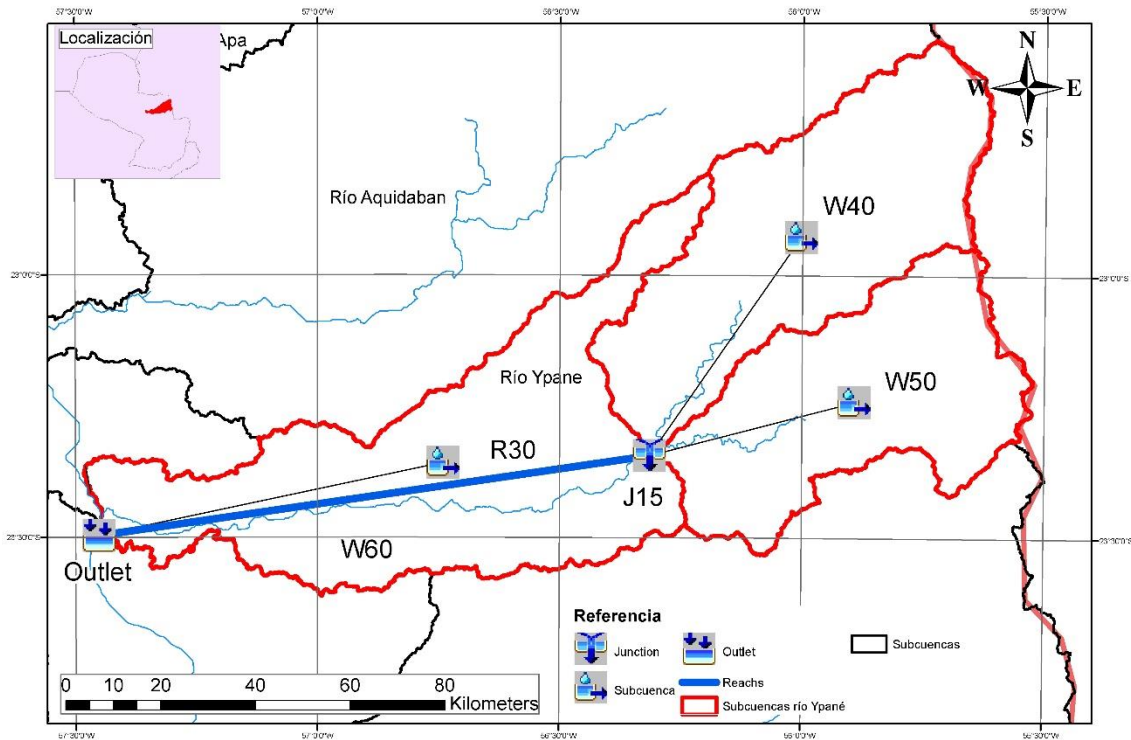 57°30'0"W
57°0'0"W
56°30'0"W
56°0'0"W
55°30'0"W
Localización
Apa
N
W
E
S
Río Aquidaban
W40
23°0'0"S
23°0'0"S
Río Ypane
W50
R30
J15
W60
Outlet
23°30'0"S
23°30'0"S
Referencia
Junction
Outlet
Subcuencas
Subcuenca
Reachs
Subcuencas río Ypané
0 10 20 40 60 80
Kilometers
57°30'0"W
57°0'0"W
56°30'0"W
56°0'0"W
55°30'0"W